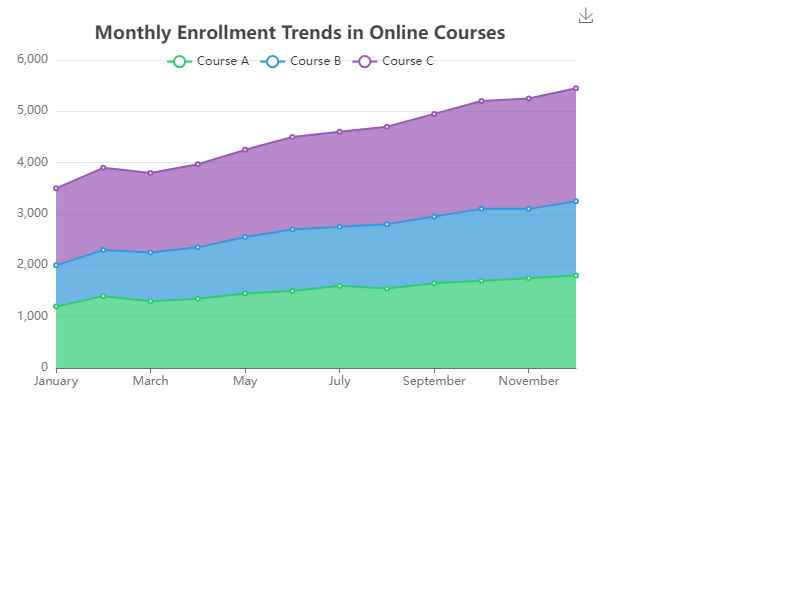 Monthly Enrollment Trends in Online Courses
Course A Course B Course C
6,000
5,000
4,000
3,000
2,000
1,000
0
January March May July September November